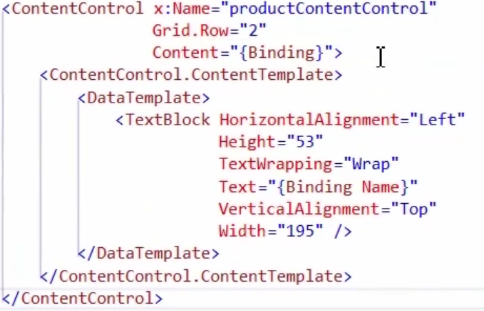 <ContentControl x:Name="productContentControl"
Grid.Row="2"
Content="{Binding}">
<ContentControl.ContentTemplate>
<DataTemplate>
<TextBlock HorizontalAlignment="Left"
Height="53"
TextWrapping="Wrap"
Text="{Binding Name}"
VerticalAlignment="Top"
Width="195" />
</DataTemplate>
</ContentControl.ContentTemplate>
</ContentControl>